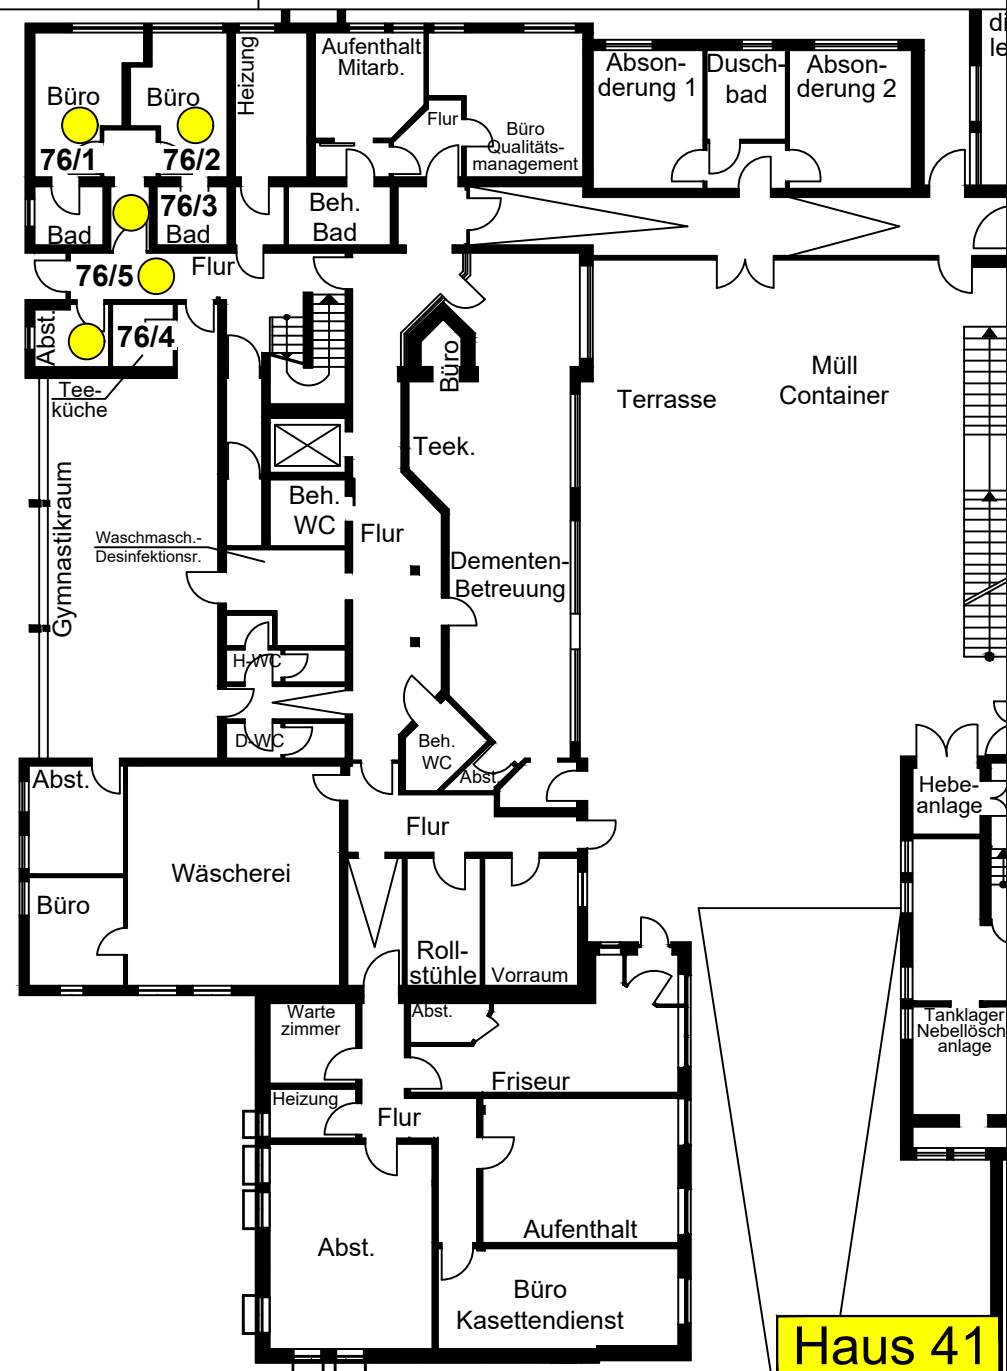 di
le
Heizung
Aufenthalt
Mitarb.
Büro
Büro
Flur
Büro
Qualitäts-
management
Abson-
derung 1
Dusch-
bad
Abson-
derung 2
76/1
76/2
76/3
Bad
Bad
Beh.
Bad
76/5
Flur
Abst.
76/4
Tee-
küche
Büro
Teek.
Terrasse
Müll
Container
Gymnastikraum
Beh.
WC
Flur
Waschmasch.-
Desinfektionsr.
Dementen-
Betreuung
H-WC
D-WC
Beh.
WC
Abst.
Abst.
Hebe-
anlage
Flur
Wäscherei
Büro
Roll-
stühle
Vorraum
Warte
zimmer
Abst.
Tanklager
Nebellösch
anlage
Friseur
Heizung
Flur
Abst.
Aufenthalt
Büro
Kasettendienst
Haus 41